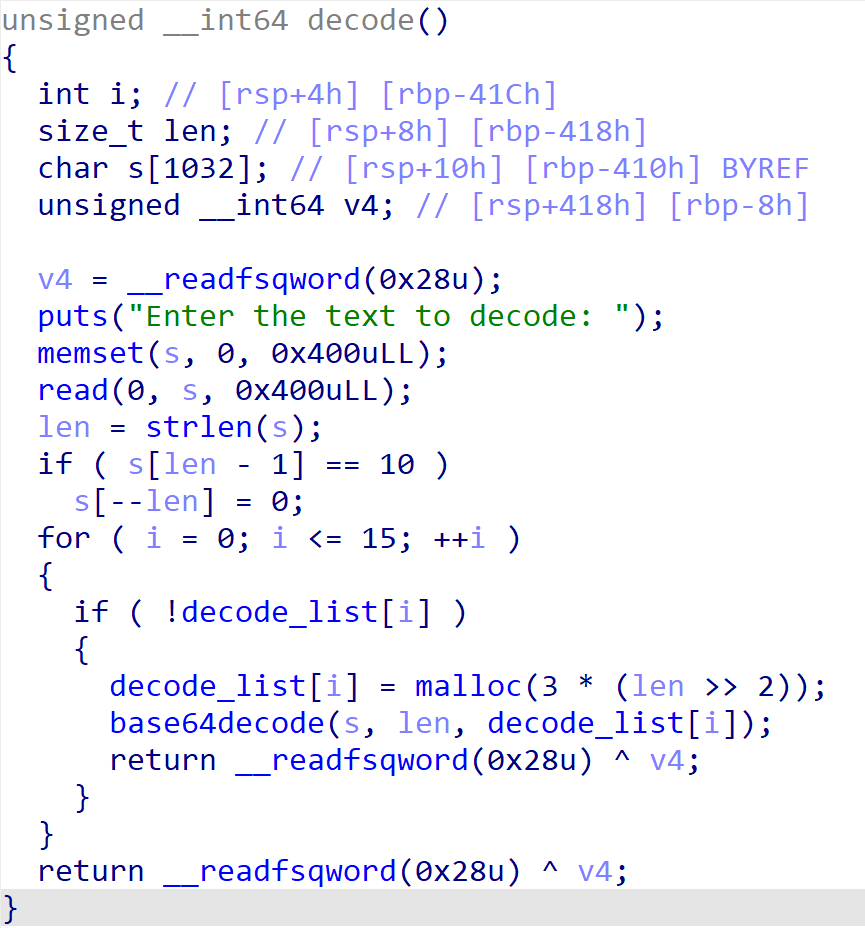 unsigned __int64 decode()
{
  int i; // [rsp+4h] [rbp-41Ch]
  size_t len; // [rsp+8h] [rbp-418h]
  char s[1032]; // [rsp+10h] [rbp-410h] BYREF
  unsigned __int64 v4; // [rsp+418h] [rbp-8h]

  v4 = __readfsqword(0x28u);
  puts("Enter the text to decode: ");
  memset(s, 0, 0x400uLL);
  read(0, s, 0x400uLL);
  len = strlen(s);
  if ( s[len - 1] == 10 )
    s[--len] = 0;
  for ( i = 0; i <= 15; ++i )
  {
    if ( !decode_list[i] )
    {
      decode_list[i] = malloc(3 * (len >> 2));
      base64decode(s, len, decode_list[i]);
      return __readfsqword(0x28u) ^ v4;
    }
  }
  return __readfsqword(0x28u) ^ v4;
}